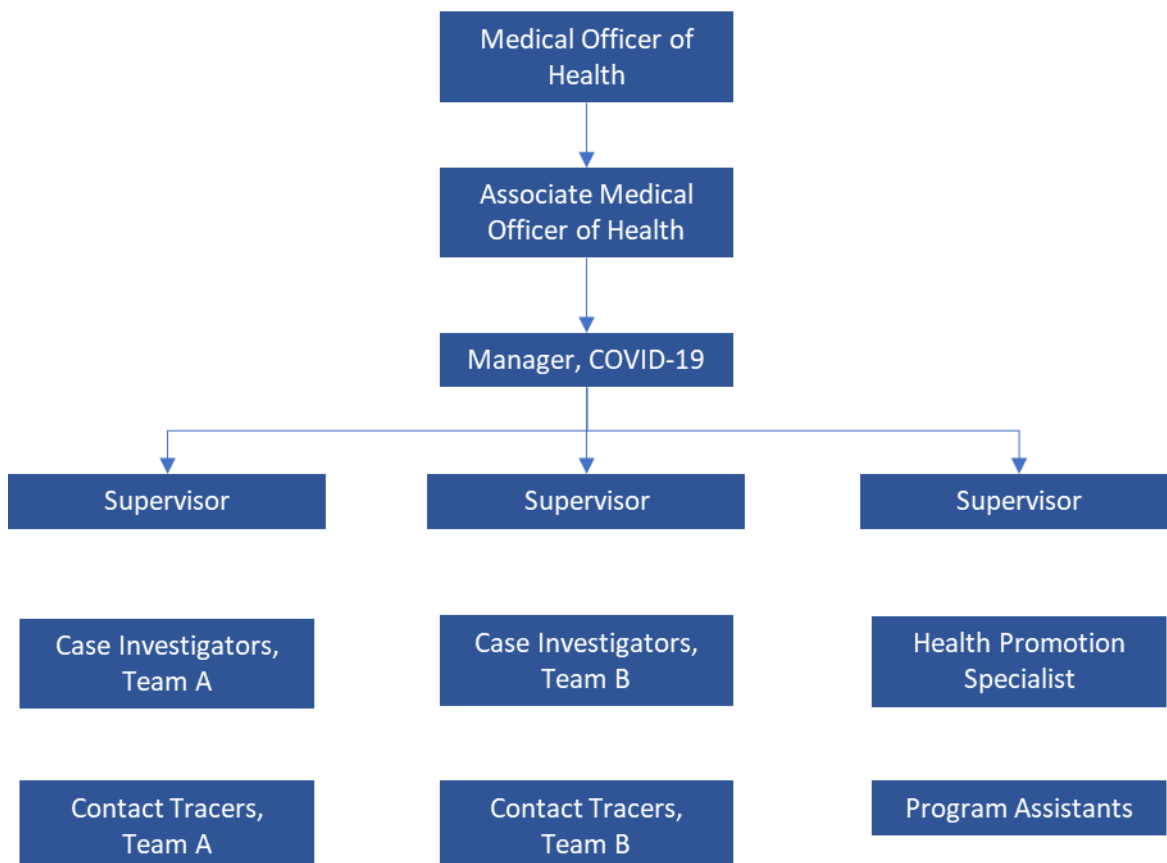 Medical Officer of
Health
Associate Medical
Officer of Health
Manager, COVID-19
Supervisor
Supervisor
Supervisor
Case Investigators,
Team A
Case Investigators,
Team B
Health Promotion
Specialist
Contact Tracers,
Team A
Contact Tracers,
Team B
Program Assistants